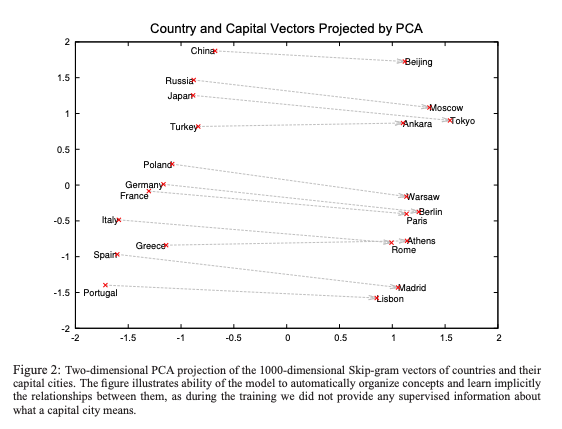 Country and Capital Vectors Projected by PCA
2
1.5
1
0.5
0
-0.5
-1
-1.5
-2
China
Beijing
Russia
Japan
Moscow
Turkey
Ankara
Tokyo
Poland
Germany
France
Warsaw
Berlin
Paris
Italy
Greece
Athens
Rome
Spain
Madrid
Portugal
Lisbon
-2
-1.5
-1
-0.5
0
0.5
1
1.5
2
Figure 2: Two-dimensional PCA projection of the 1000-dimensional Skip-gram vectors of countries and their
capital cities. The figure illustrates ability of the model to automatically organize concepts and learn implicitly
the relationships between them, as during the training we did not provide any supervised information about
what a capital city means.